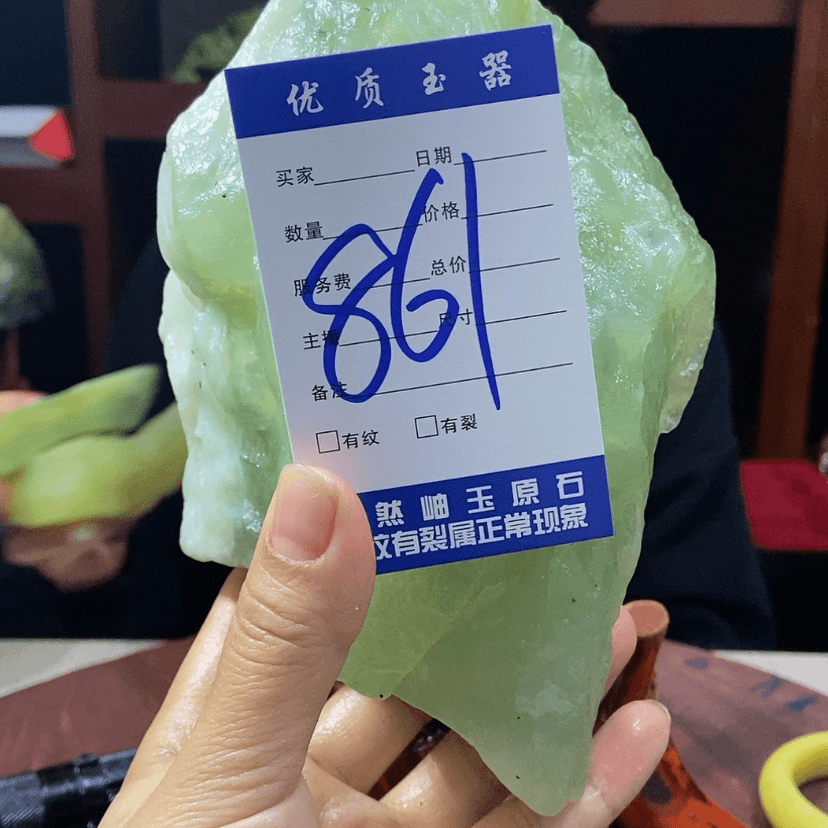 优质玉器
买家 日期
数量 价格
服务费 总价
主播 尺寸
备注
861
□有纹 □有裂
然岫玉原石
纹有裂属正常现象